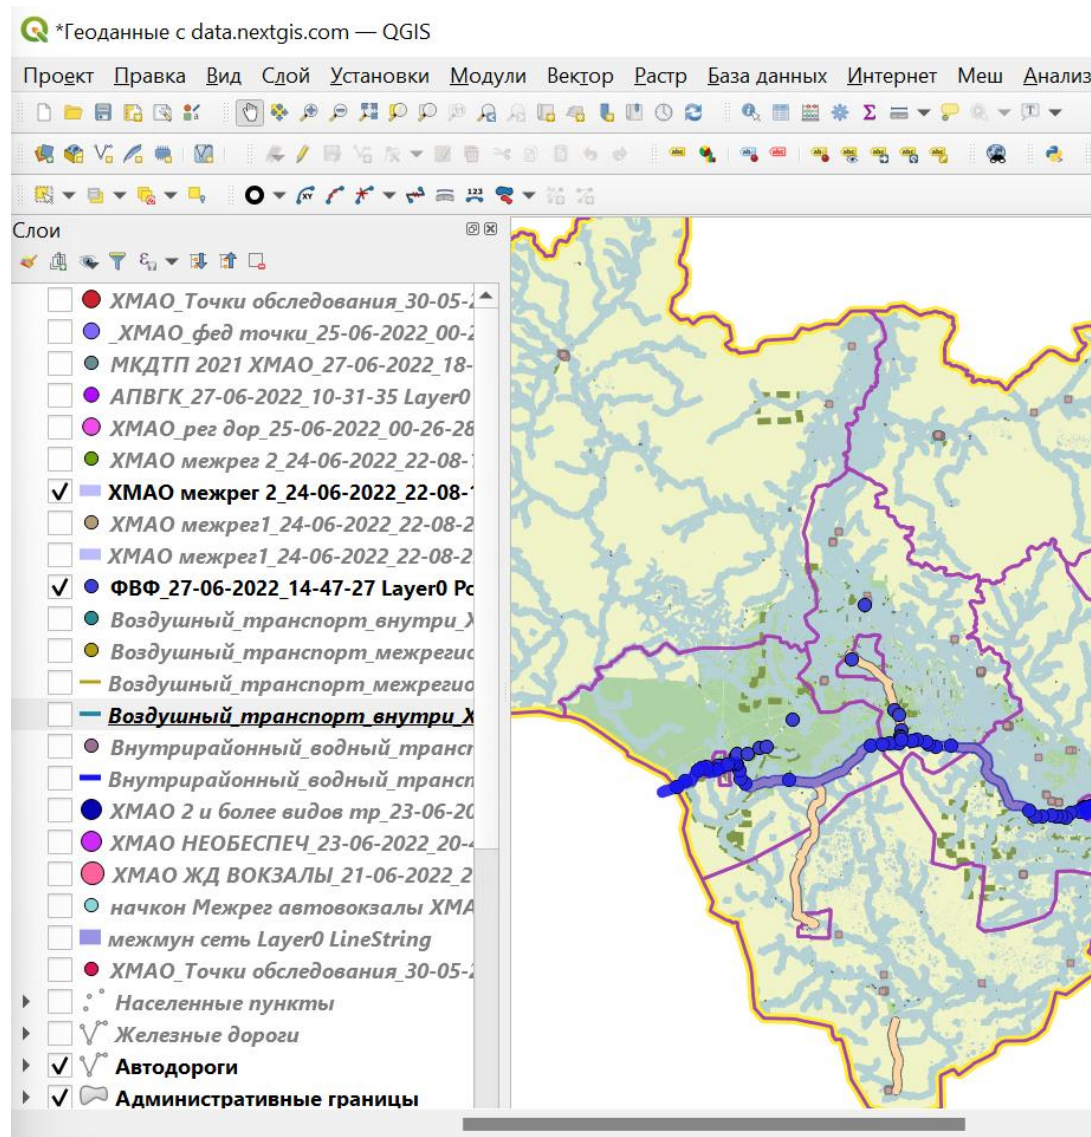 *Геоданные с data.nextgis.com — QGIS
Проект Правка Вид Слой Установки Модули Вектор Растр База данных Интернет Меш Анализ
Слои
ХМАО_Точки обследования_30-05-2
_ХМАО_фед точки_25-06-2022_00-2
МКДТП 2021 ХМАО_27-06-2022_18-
АПВГК_27-06-2022_10-31-35 Layer0
ХМАО_рег дор_25-06-2022_00-26-28
ХМАО межрег 2_24-06-2022_22-08-1
ХМАО межрег 2_24-06-2022_22-08-1
ХМАО межрег1_24-06-2022_22-08-2
ХМАО межрег1_24-06-2022_22-08-2
ФВФ_27-06-2022_14-47-27 Layer0 Po
Воздушный_транспорт_внутри_Х
Воздушный_транспорт_межрегио
Воздушный_транспорт_межрегио
Воздушный_транспорт_внутри_Х
Внутрирайонный_водный_трансп
Внутрирайонный_водный_трансп
ХМАО 2 и более видов тр_23-06-20
ХМАО НЕОБЕСПЕЧ_23-06-2022_20-4
ХМАО ЖД ВОКЗАЛЫ_21-06-2022_2
начкон Межрег автовокзалы ХМА
межмун сеть Layer0 LineString
ХМАО_Точки обследования_30-05-2
Населенные пункты
Железные дороги
Автодороги
Административные границы